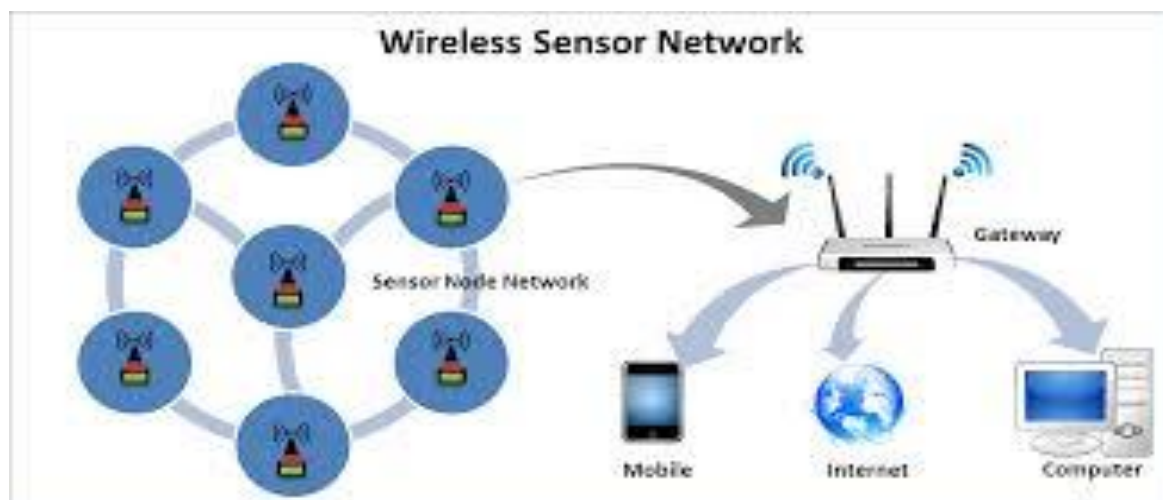 Wireless Sensor Network
Gateway
Sensor Node Network
Mobile
Internet
Computer